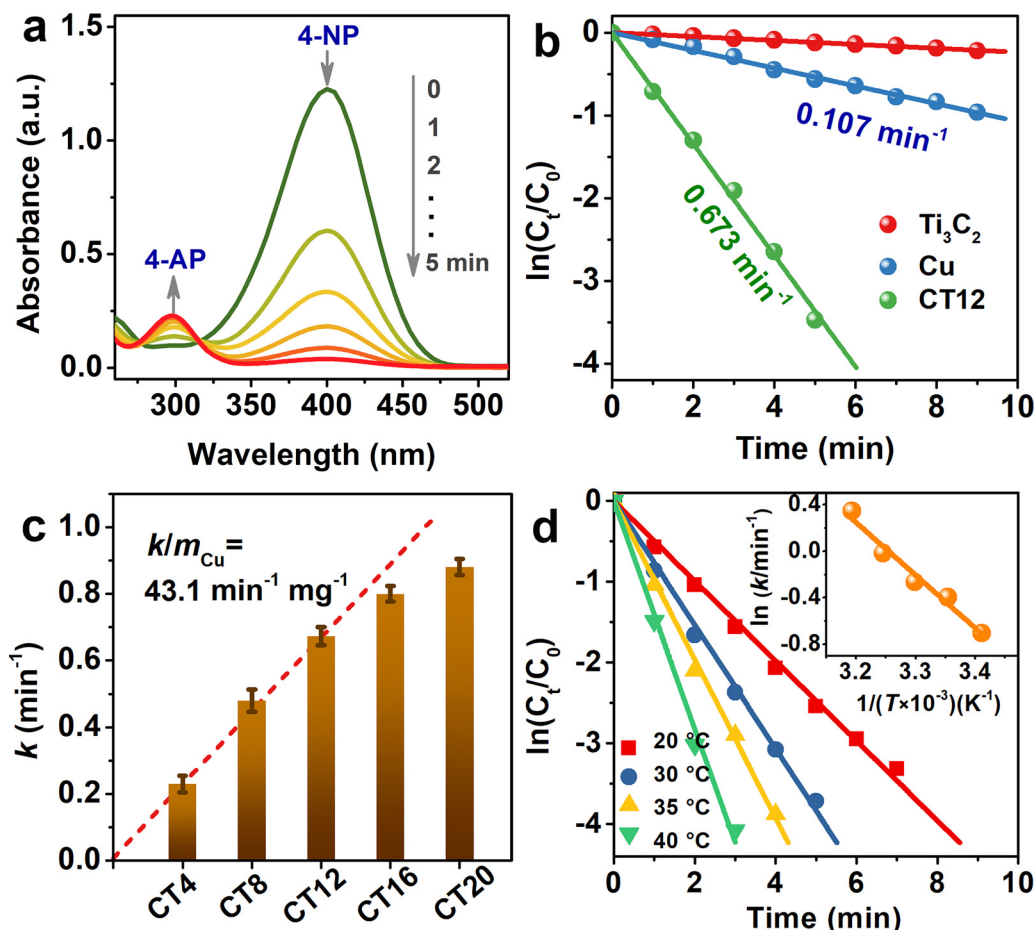 a
1.5
1.0
0.5
0.0
Absorbance (a.u.)
4-NP
4-AP
0
1
2
⋮
5 min
300
350
400
450
500
Wavelength (nm)
b
0
-1
-2
-3
-4
ln(Cₜ/C₀)
0.107 min⁻¹
0.673 min⁻¹
Ti₃C₂
Cu
CT12
0
2
4
6
8
10
Time (min)
c
1.0
0.8
0.6
0.4
0.2
0.0
k (min⁻¹)
k/m_Cu=
43.1 min⁻¹ mg⁻¹
CT4
CT8
CT12
CT16
CT20
d
0
-1
-2
-3
-4
ln(Cₜ/C₀)
20 °C
30 °C
35 °C
40 °C
0
2
4
6
8
10
Time (min)
0.4
0.0
-0.4
-0.8
ln (k/min⁻¹)
3.2
3.3
3.4
1/(T×10⁻³)(K⁻¹)